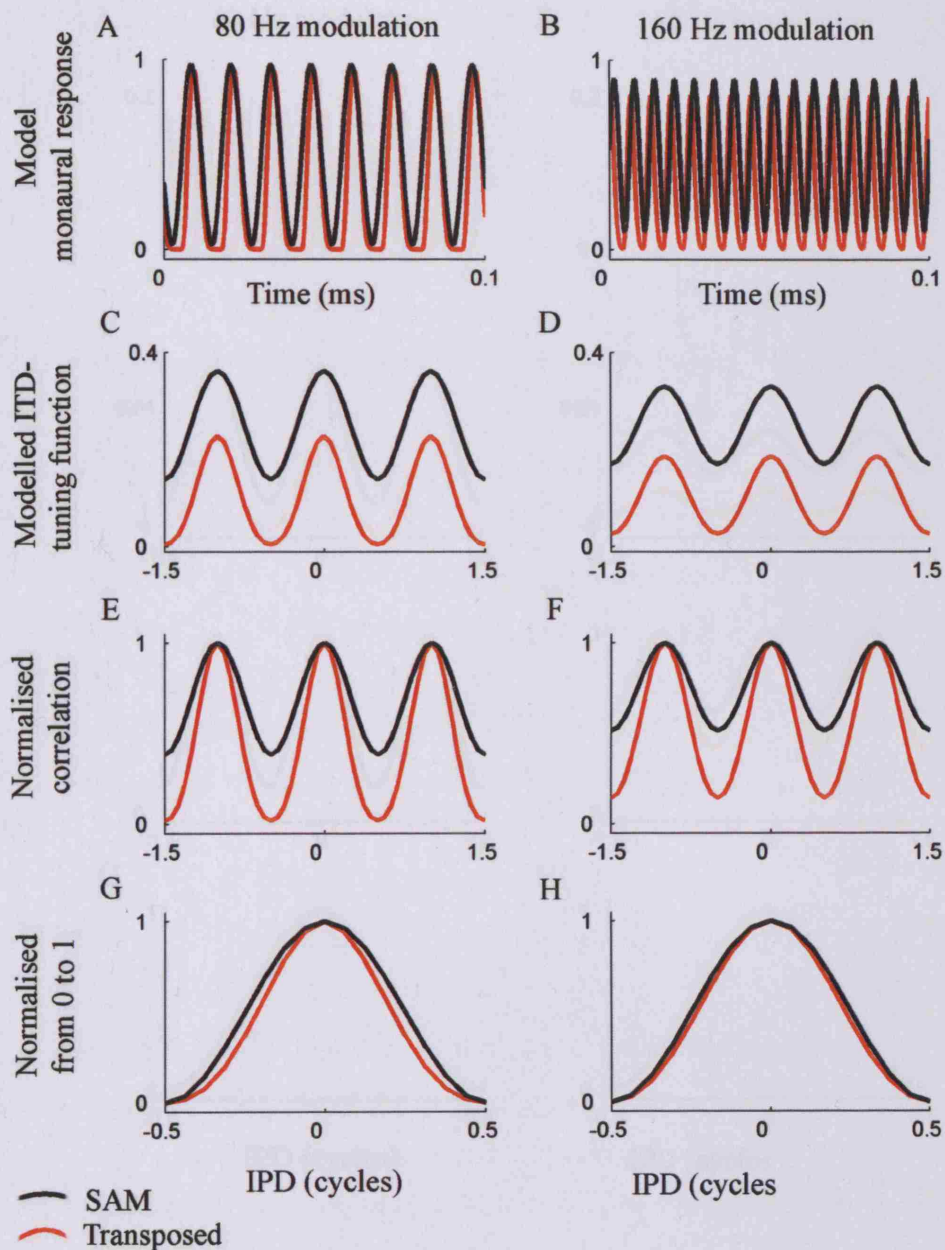 A
80 Hz modulation
B
160 Hz modulation
Model
monaural response
1
0
0
Time (ms)
0.1
1
0
0
Time (ms)
0.1
C
D
Modelled ITD-
tuning function
0.4
0
-1.5
0
1.5
0.4
0
-1.5
0
1.5
E
F
Normalised
correlation
1
0
-1.5
0
1.5
1
0
-1.5
0
1.5
G
H
Normalised
from 0 to 1
1
0
-0.5
0
0.5
IPD (cycles)
1
0
-0.5
0
0.5
IPD (cycles
SAM
Transposed